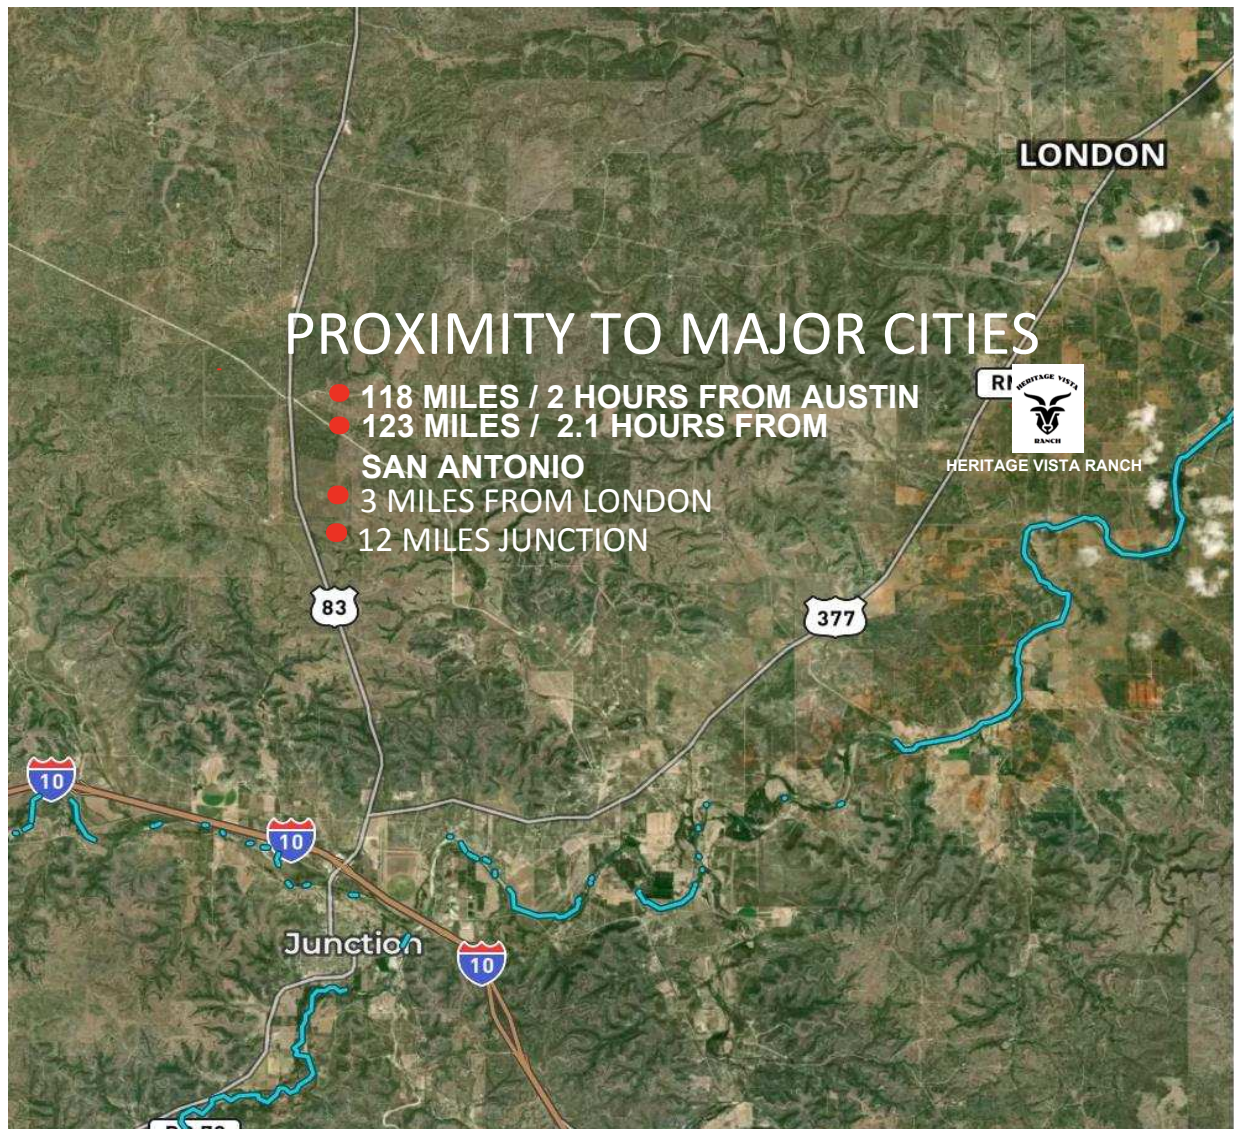 LONDON
PROXIMITY TO MAJOR CITIES
118 MILES / 2 HOURS FROM AUSTIN
123 MILES / 2.1 HOURS FROM
SAN ANTONIO
3 MILES FROM LONDON
12 MILES JUNCTION
HERITAGE VISTA
RANCH
HERITAGE VISTA RANCH
83
377
10
10
Junction
10